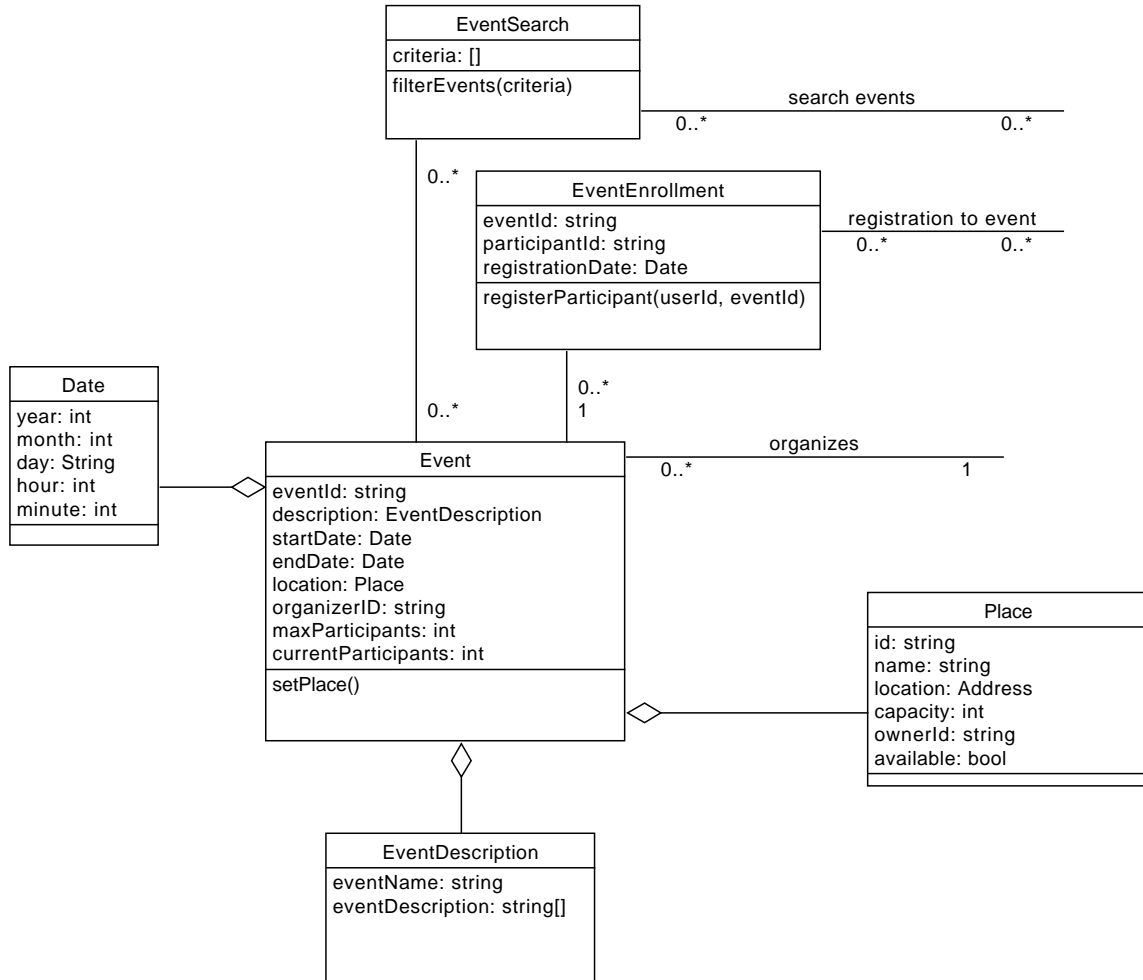 EventSearch
criteria: []
filterEvents(criteria)
search events
0..*
0..*
0..*
EventEnrollment
eventId: string
participantId: string
registrationDate: Date
registerParticipant(userId, eventId)
registration to event
0..*
0..*
Date
year: int
month: int
day: String
hour: int
minute: int
0..*
0..*
1
Event
eventId: string
description: EventDescription
startDate: Date
endDate: Date
location: Place
organizerID: string
maxParticipants: int
currentParticipants: int
setPlace()
organizes
0..*
1
Place
id: string
name: string
location: Address
capacity: int
ownerId: string
available: bool
EventDescription
eventName: string
eventDescription: string[]